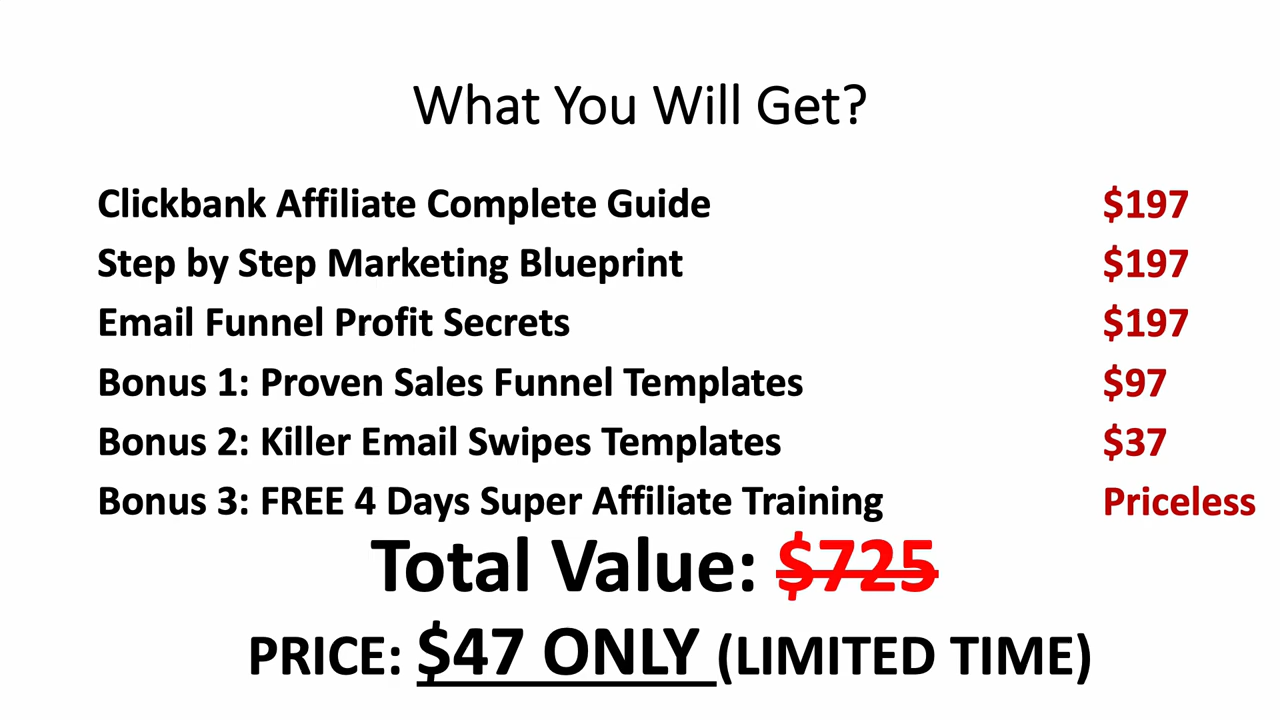 What You Will Get?
Clickbank Affiliate Complete Guide $197
Step by Step Marketing Blueprint $197
Email Funnel Profit Secrets $197
Bonus 1: Proven Sales Funnel Templates $97
Bonus 2: Killer Email Swipes Templates $37
Bonus 3: FREE 4 Days Super Affiliate Training Priceless
Total Value: $725
PRICE: $47 ONLY (LIMITED TIME)